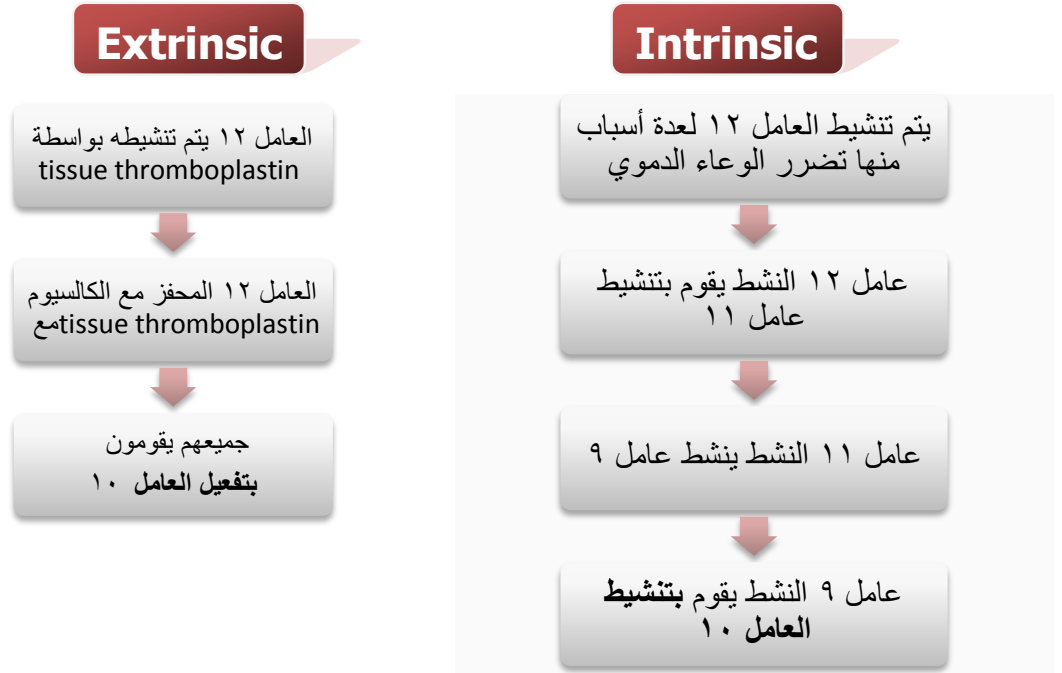 Extrinsic
العامل ١٢ يتم تنشيطه بواسطة
tissue thromboplastin
العامل ١٢ المحفز مع الكالسيوم
معtissue thromboplastin
جميعهم يقومون
بتفعيل العامل ١٠
Intrinsic
يتم تنشيط العامل ١٢ لعدة أسباب
منها تضرر الوعاء الدموي
عامل ١٢ النشط يقوم بتنشيط
عامل ١١
عامل ١١ النشط ينشط عامل ٩
عامل ٩ النشط يقوم بتنشيط
العامل ١٠